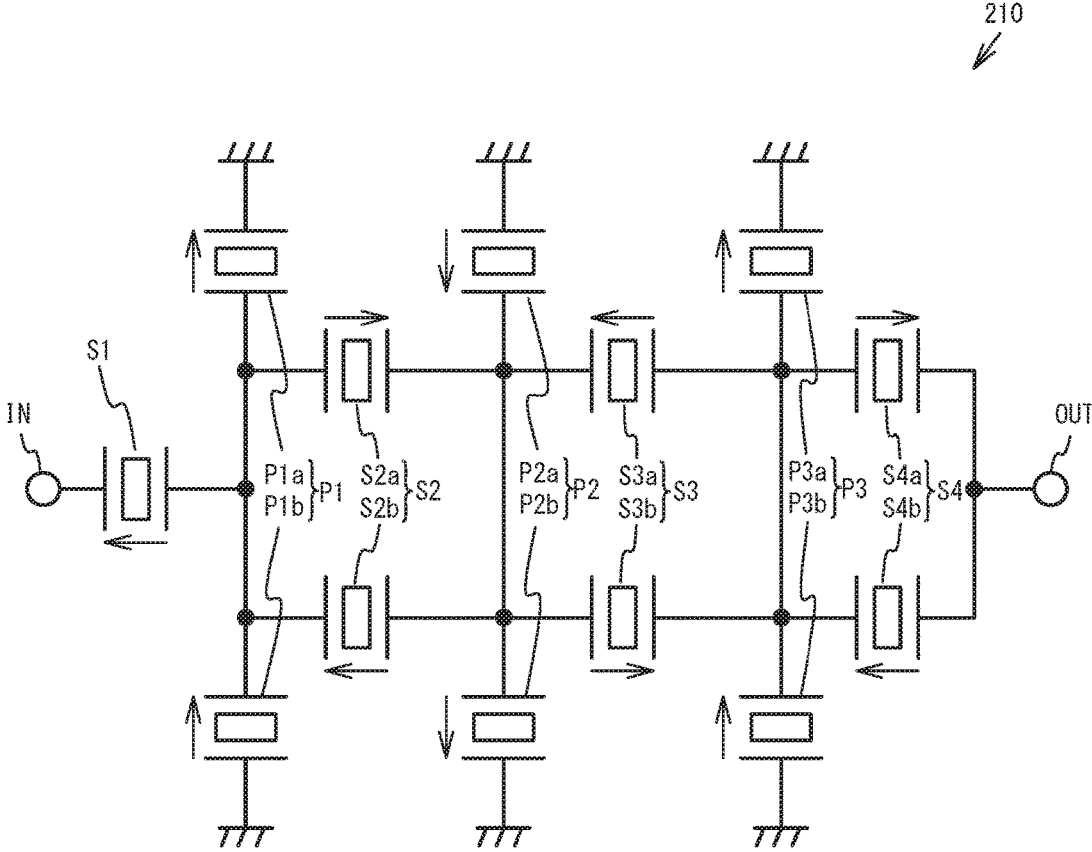 210
S1
IN
OUT
P1a
P1b
P1
S2a
S2b
S2
P2a
P2b
P2
S3a
S3b
S3
P3a
P3b
P3
S4a
S4b
S4